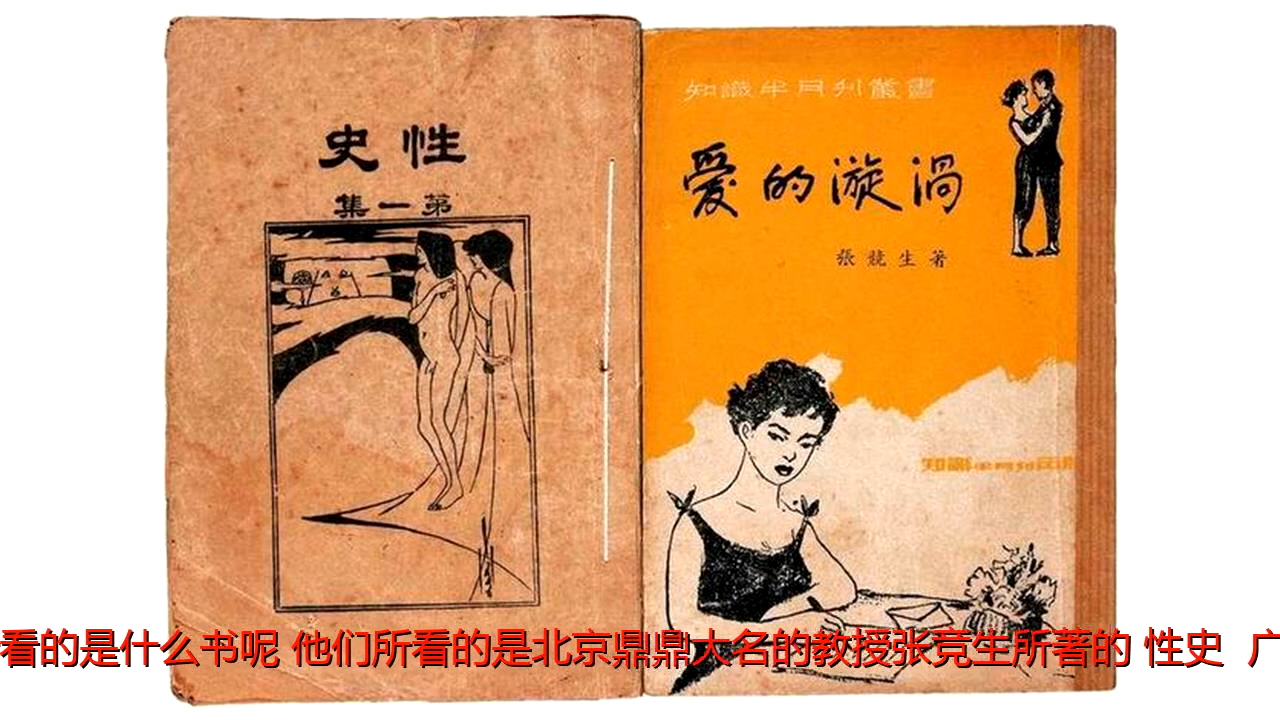 史性
集一第
知識半月刊叢書
愛的漩渦
張競生著
看的是什么书呢 他们所看的是北京鼎鼎大名的教授张竞生所著的 性史 广